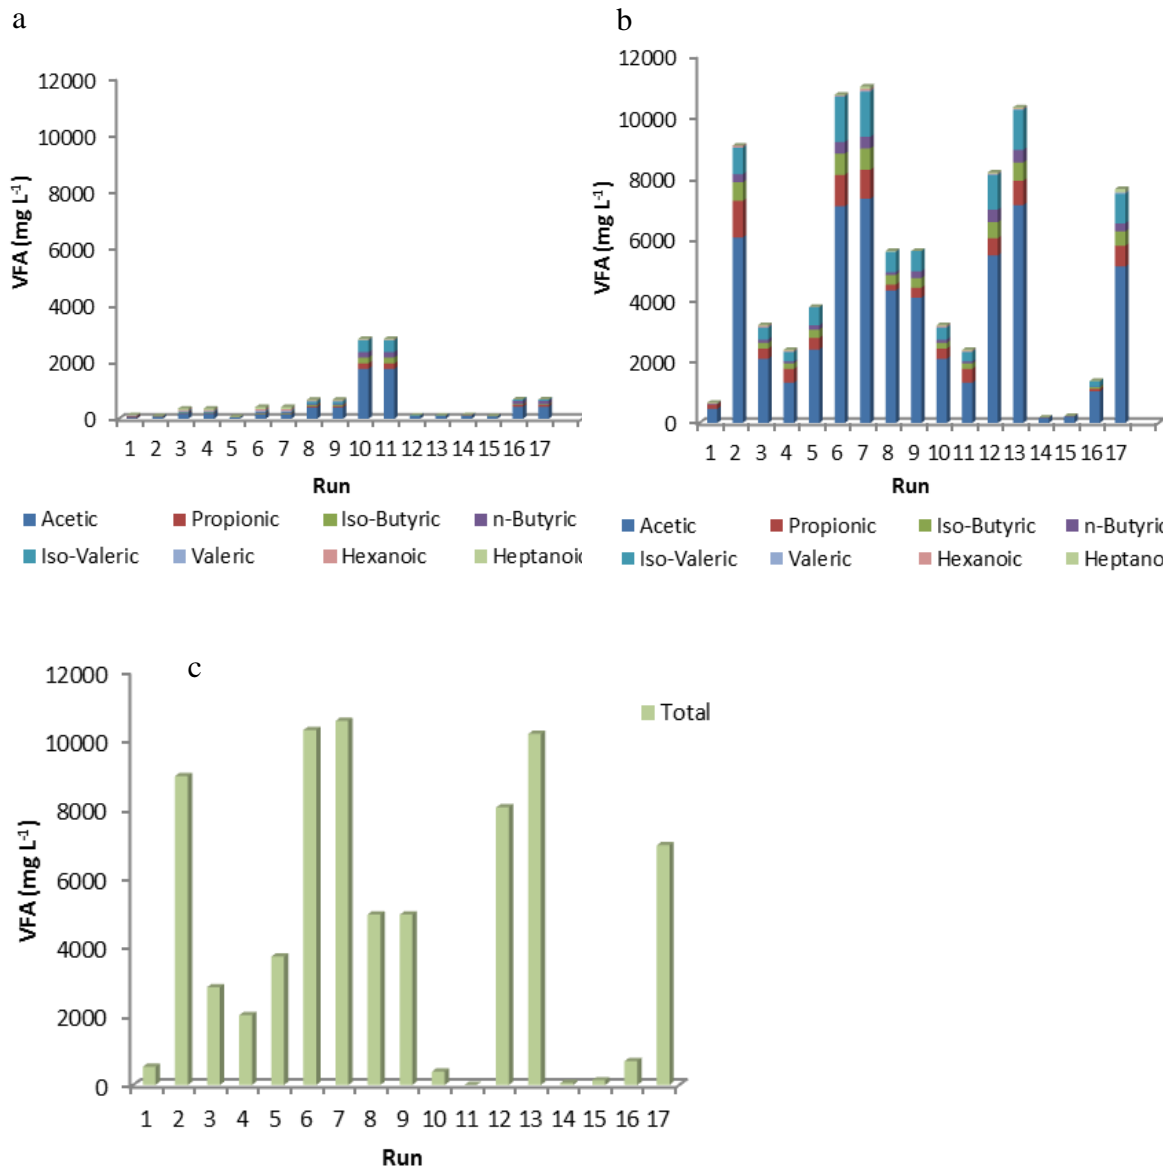 a
VFA (mg L-1)
12000
10000
8000
6000
4000
2000
0
1 2 3 4 5 6 7 8 9 10 11 12 13 14 15 16 17
Run
Acetic Propionic Iso-Butyric n-Butyric
Iso-Valeric Valeric Hexanoic Heptanoic
b
VFA (mg L-1)
12000
10000
8000
6000
4000
2000
0
1 2 3 4 5 6 7 8 9 10 11 12 13 14 15 16 17
Run
Acetic Propionic Iso-Butyric n-Butyric
Iso-Valeric Valeric Hexanoic Heptano
c
VFA (mg L-1)
12000
10000
8000
6000
4000
2000
0
1 2 3 4 5 6 7 8 9 10 11 12 13 14 15 16 17
Run
Total